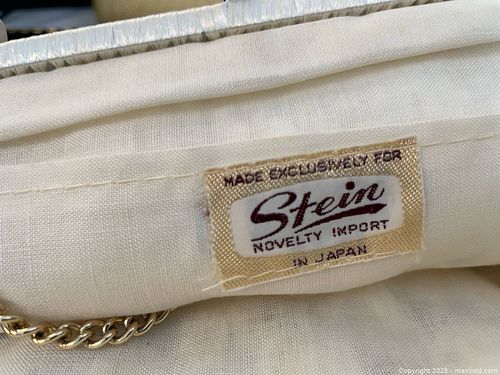 MADE EXCLUSIVELY FOR
Stein
NOVELTY IMPORT
IN JAPAN
Copyright 2025 - maxsold.com